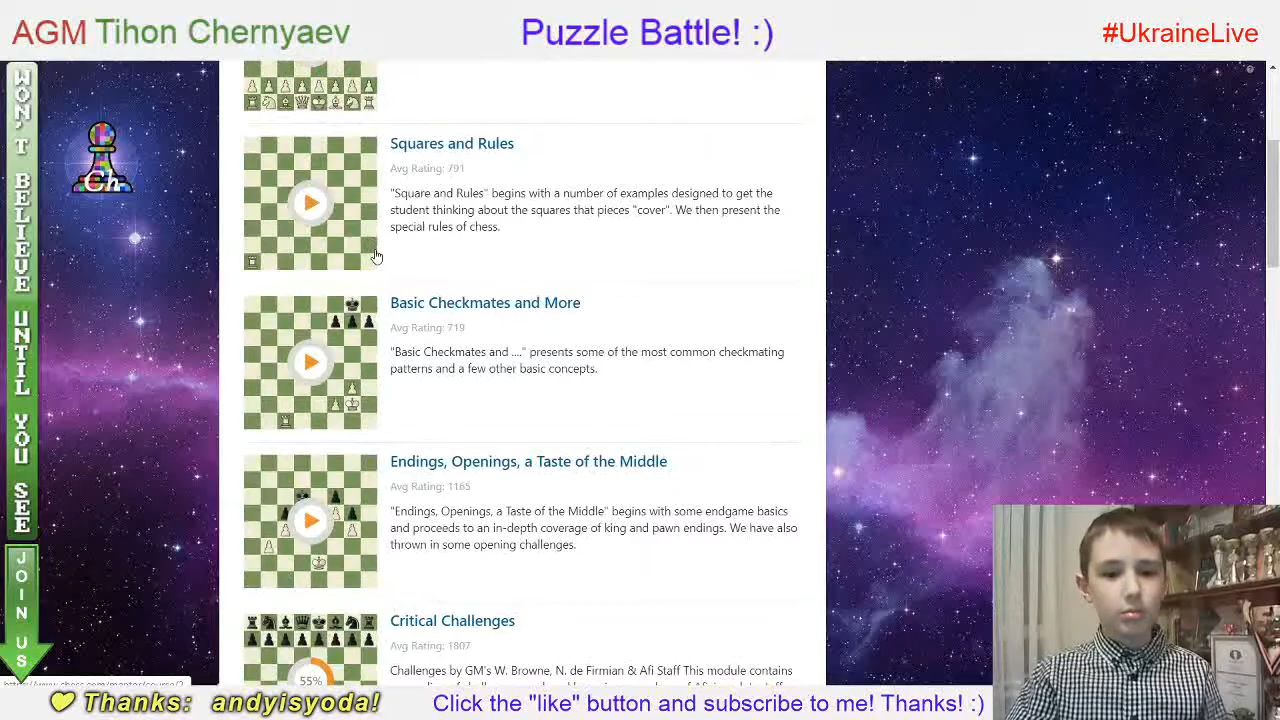 AGM Tihon Chernyaev
Puzzle Battle! :)
#UkraineLive
WON'T BELIEVE UNTIL YOU SEE
JOIN US
Ch
Squares and Rules
Avg Rating: 791
"Square and Rules" begins with a number of examples designed to get the
student thinking about the squares that pieces "cover". We then present the
special rules of chess.
Basic Checkmates and More
Avg Rating: 719
"Basic Checkmates and ...." presents some of the most common checkmating
patterns and a few other basic concepts.
Endings, Openings, a Taste of the Middle
Avg Rating: 1165
"Endings, Openings, a Taste of the Middle" begins with some endgame basics
and proceeds to an in-depth coverage of king and pawn endings. We have also
thrown in some opening challenges.
Critical Challenges
Avg Rating: 1807
55%
Challenges by GM's W. Browne, N. de Firmian & Afi Staff This module contains
Thanks: andyisyoda!
Click the "like" button and subscribe to me! Thanks! :)